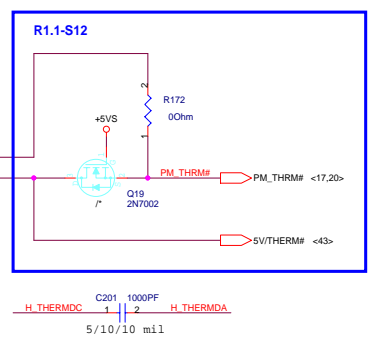 R1.1-S12
2
R172
0Ohm
+5VS
1
PM_THRM#
PM_THRM# <17,20>
Q19
/*
2N7002
5V/THERM# <43>
C201 1000PF
H_THERMDC 1 2 H_THERMDA
5/10/10 mil